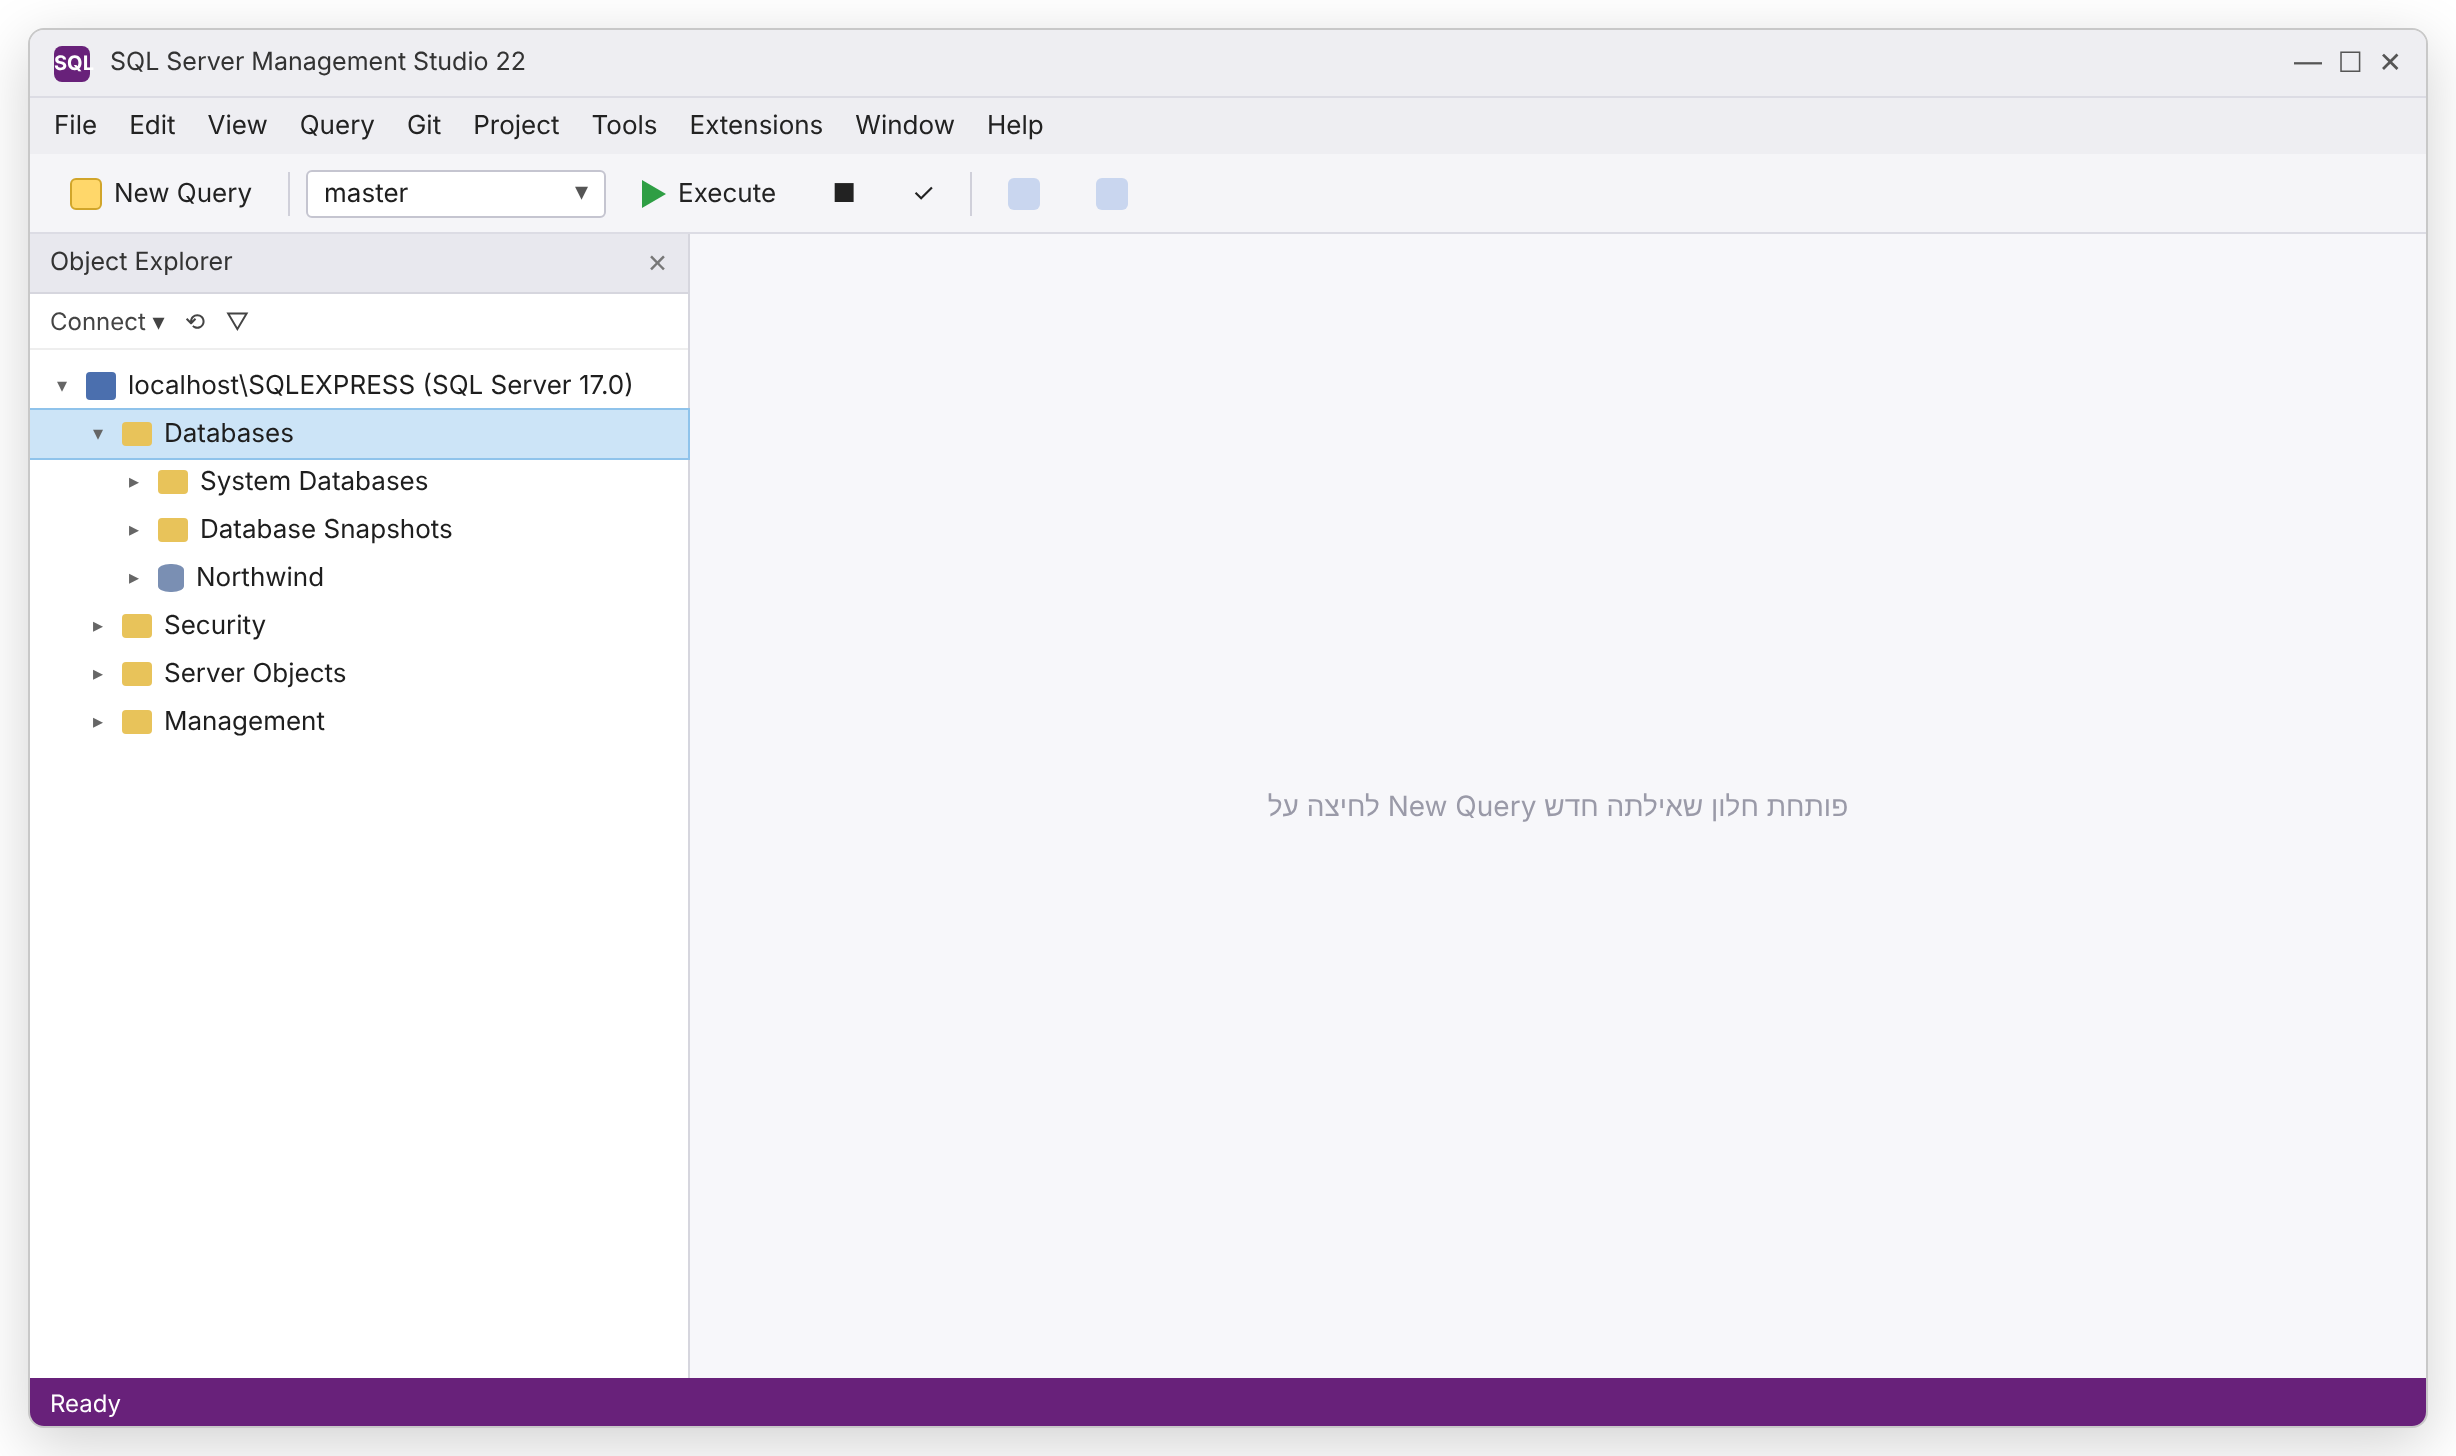 SQL SQL Server Management Studio 22
File Edit View Query Git Project Tools Extensions Window Help
New Query master Execute
Object Explorer
Connect
localhost\SQLEXPRESS (SQL Server 17.0)
Databases
System Databases
Database Snapshots
Northwind
Security
Server Objects
Management
לחיצה על New Query פותחת חלון שאילתה חדש
Ready